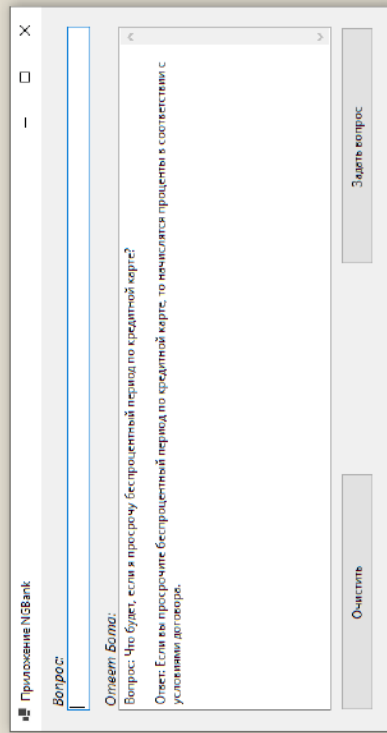 Приложение NGBank
Вопрос:
Ответ Бота:
Вопрос: Что будет, если я просрочу беспроцентный период по кредитной карте?
Ответ: Если вы просрочите беспроцентный период по кредитной карте, то начислятся проценты в соответствии с
условиями договора.
Очистить
Задать вопрос